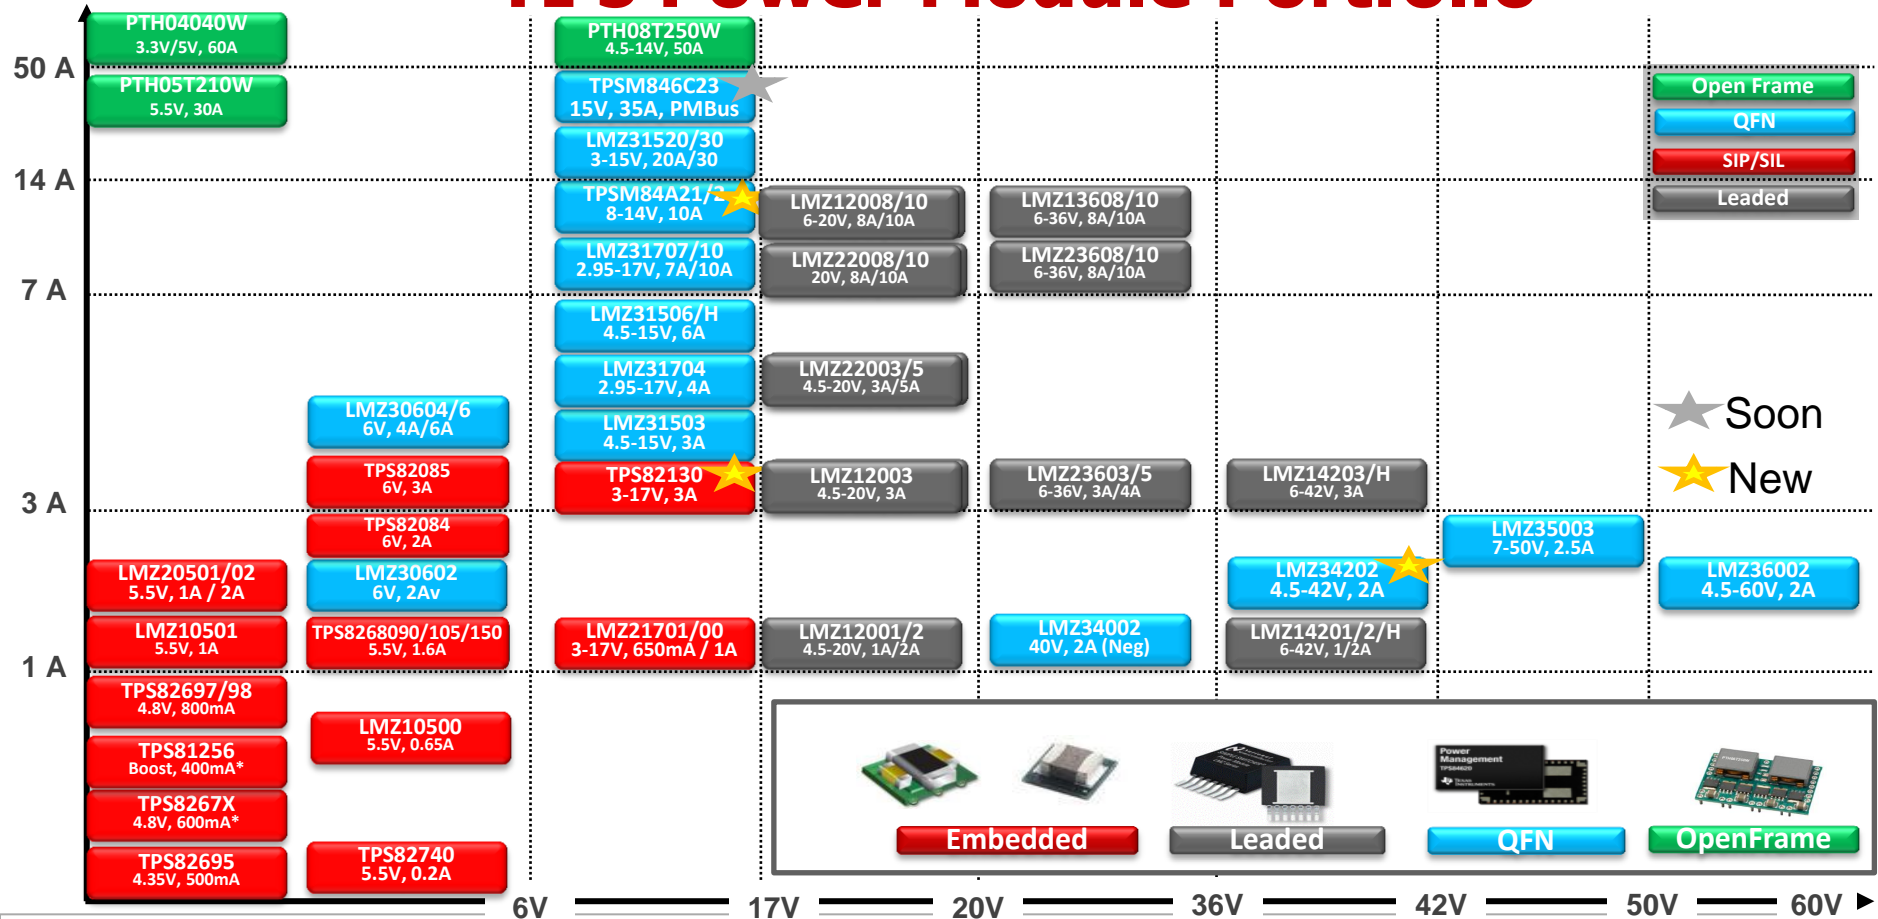 TI's Power Module Portfolio
50 A
14 A
7 A
3 A
1 A
PTH04040W
3.3V/5V, 60A
PTH05T210W
5.5V, 30A
LMZ20501/02
5.5V, 1A / 2A
LMZ10501
5.5V, 1A
TPS82697/98
4.8V, 800mA
TPS81256
Boost, 400mA*
TPS8267X
4.8V, 600mA*
TPS82695
4.35V, 500mA
LMZ30604/6
6V, 4A/6A
TPS82085
6V, 3A
TPS82084
6V, 2A
LMZ30602
6V, 2Av
TPS8268090/105/150
5.5V, 1.6A
LMZ10500
5.5V, 0.65A
TPS82740
5.5V, 0.2A
PTH08T250W
4.5-14V, 50A
TPSM846C23
15V, 35A, PMBus
LMZ31520/30
3-15V, 20A/30
TPSM84A21/2
8-14V, 10A
LMZ31707/10
2.95-17V, 7A/10A
LMZ31506/H
4.5-15V, 6A
LMZ31704
2.95-17V, 4A
LMZ31503
4.5-15V, 3A
TPS82130
3-17V, 3A
LMZ21701/00
3-17V, 650mA / 1A
LMZ12008/10
6-20V, 8A/10A
LMZ22008/10
20V, 8A/10A
LMZ22003/5
4.5-20V, 3A/5A
LMZ12003
4.5-20V, 3A
LMZ12001/2
4.5-20V, 1A/2A
LMZ13608/10
6-36V, 8A/10A
LMZ23608/10
6-36V, 8A/10A
LMZ23603/5
6-36V, 3A/4A
LMZ34002
40V, 2A (Neg)
LMZ14203/H
6-42V, 3A
LMZ34202
4.5-42V, 2A
LMZ14201/2/H
6-42V, 1/2A
LMZ35003
7-50V, 2.5A
LMZ36002
4.5-60V, 2A
Open Frame
QFN
SIP/SIL
Leaded
Soon
New
Power
Management
TPS84620
Texas
Instruments
Embedded
Leaded
QFN
OpenFrame
6V
17V
20V
36V
42V
50V
60V